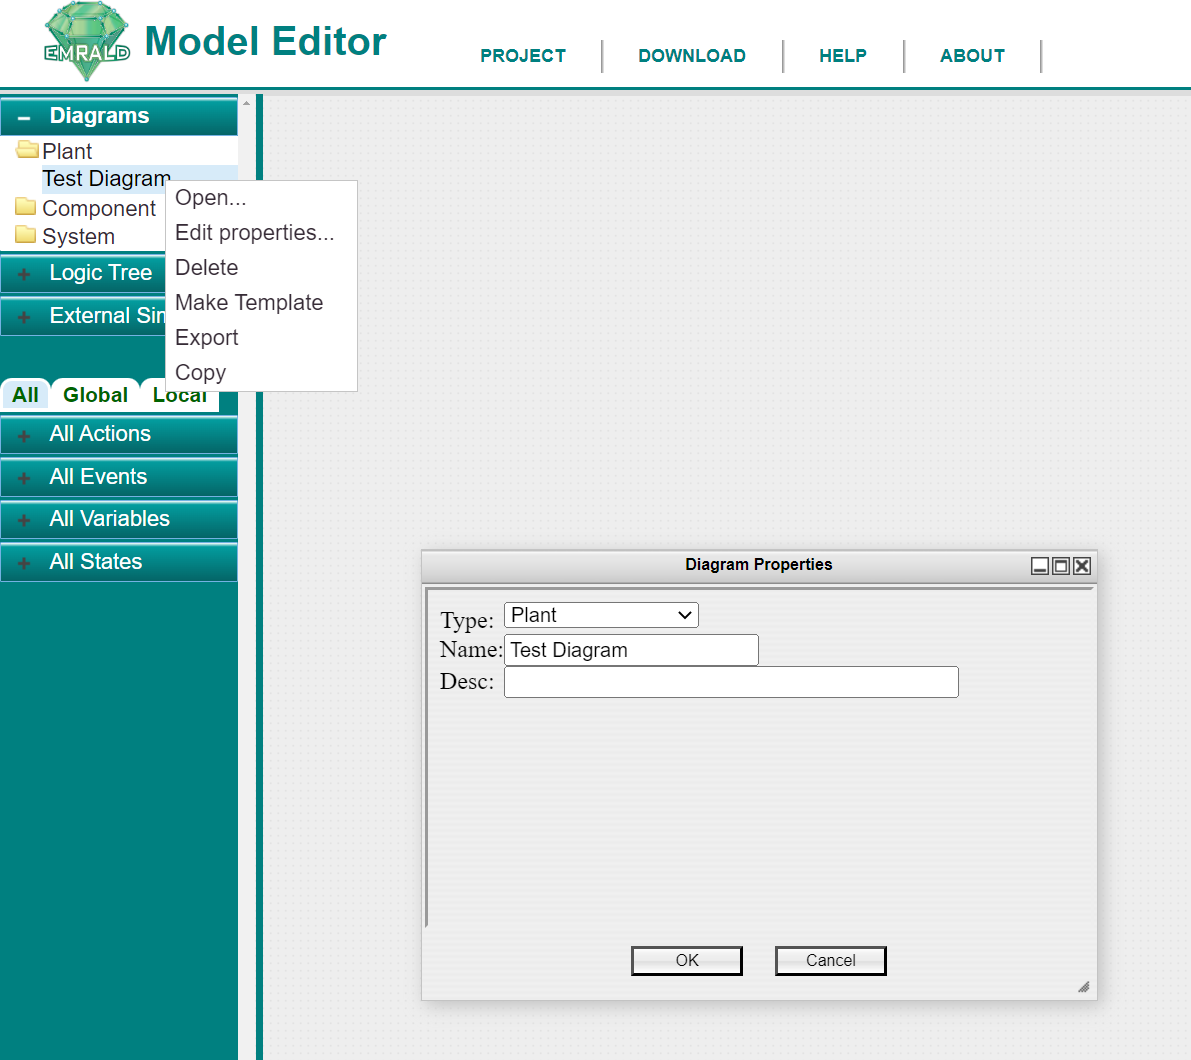 EMRALD
Model Editor
PROJECT
DOWNLOAD
HELP
ABOUT
Diagrams
Plant
Test Diagram
Component
System
Logic Tree
External Sim
Open...
Edit properties...
Delete
Make Template
Export
Copy
All
Global
Local
All Actions
All Events
All Variables
All States
Diagram Properties
Type: Plant
Name: Test Diagram
Desc:
OK
Cancel